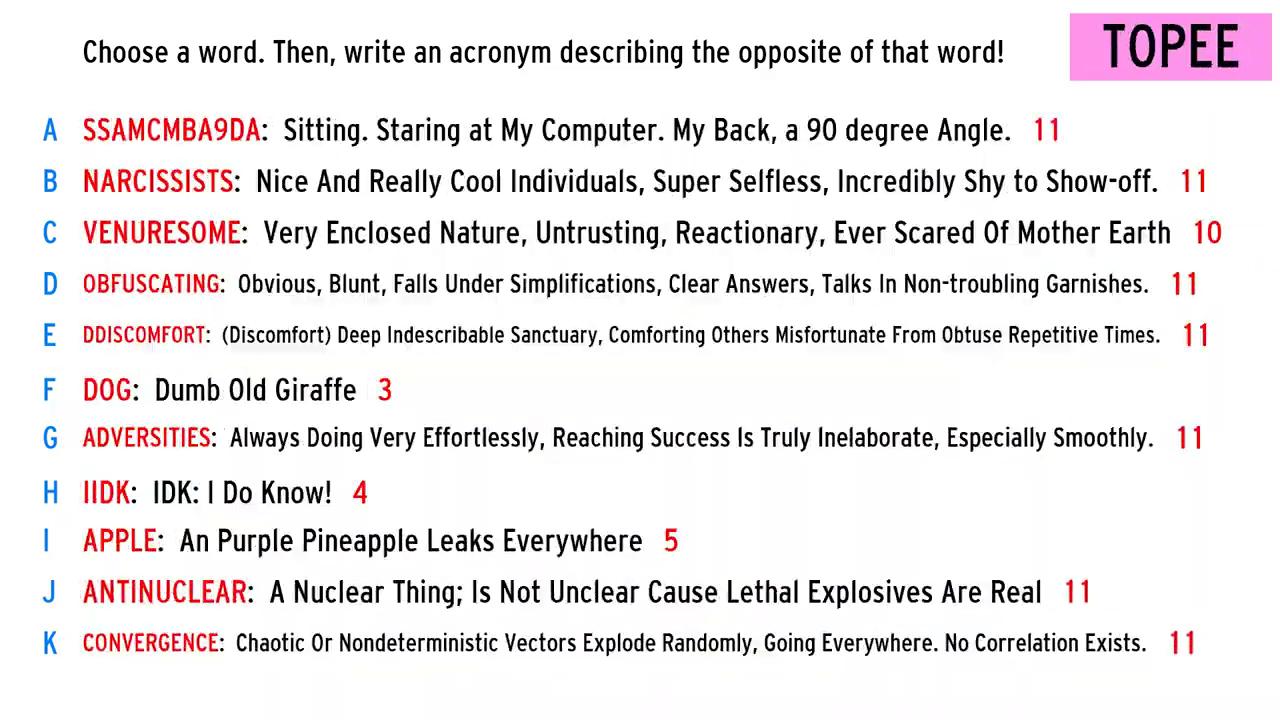 Choose a word. Then, write an acronym describing the opposite of that word!
TOPEE
A SSAMCMBA9DA: Sitting. Staring at My Computer. My Back, a 90 degree Angle. 11
B NARCISSISTS: Nice And Really Cool Individuals, Super Selfless, Incredibly Shy to Show-off. 11
C VENURESOME: Very Enclosed Nature, Untrusting, Reactionary, Ever Scared Of Mother Earth 10
D OBFUSCATING: Obvious, Blunt, Falls Under Simplifications, Clear Answers, Talks In Non-troubling Garnishes. 11
E DDISCOMFORT: (Discomfort) Deep Indescribable Sanctuary, Comforting Others Misfortunate From Obtuse Repetitive Times. 11
F DOG: Dumb Old Giraffe 3
G ADVERSITIES: Always Doing Very Effortlessly, Reaching Success Is Truly Inelaborate, Especially Smoothly. 11
H IIDK: IDK: I Do Know! 4
I APPLE: An Purple Pineapple Leaks Everywhere 5
J ANTINUCLEAR: A Nuclear Thing; Is Not Unclear Cause Lethal Explosives Are Real 11
K CONVERGENCE: Chaotic Or Nondeterministic Vectors Explode Randomly, Going Everywhere. No Correlation Exists. 11